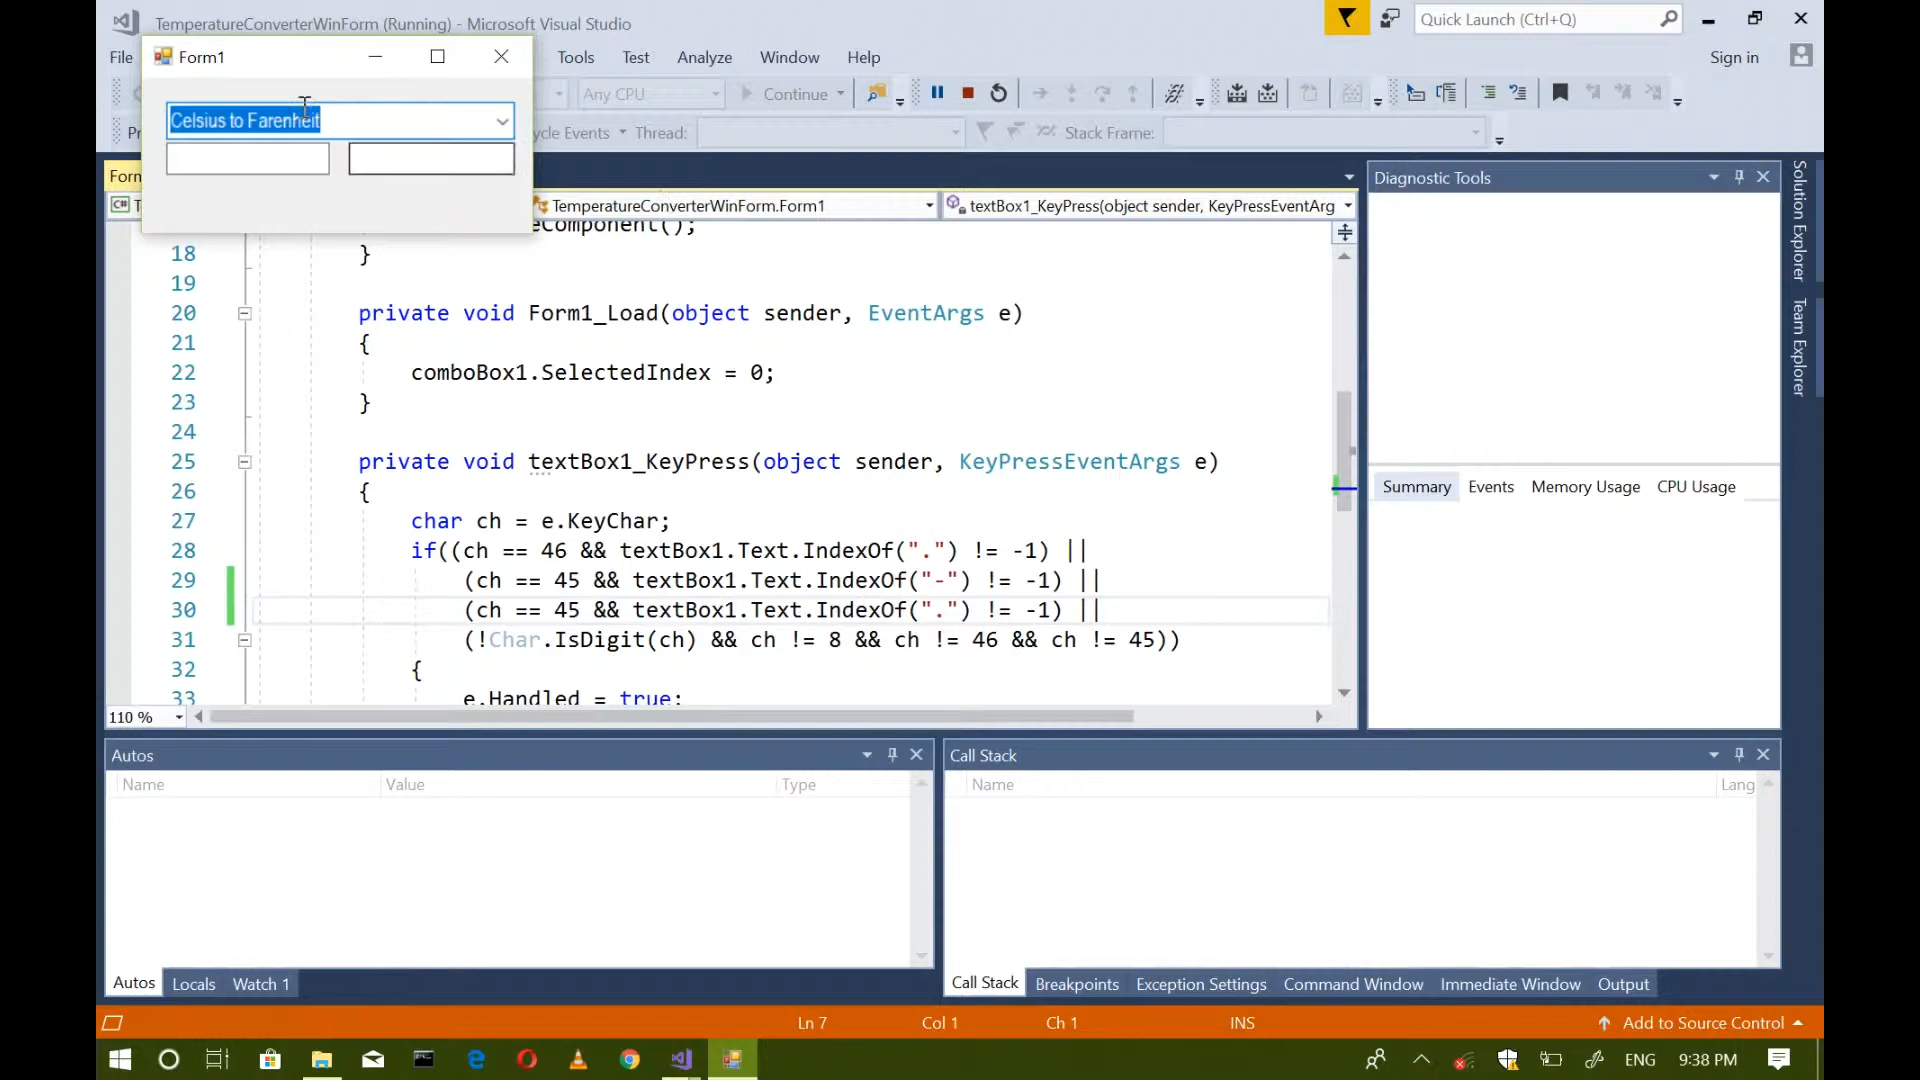 TemperatureConverterWinForm (Running) - Microsoft Visual Studio
Quick Launch (Ctrl+Q)
Form1
File
Tools
Test
Analyze
Window
Help
Sign in
Any CPU
Continue
Celsius to Farenheit
Pr
cycle Events
Thread:
Stack Frame:
Form
TemperatureConverterWinForm.Form1
textBox1_KeyPress(object sender, KeyPressEventArg
Diagnostic Tools
Solution Explorer
Team Explorer
eComponent();
18 }
19
20 private void Form1_Load(object sender, EventArgs e)
21 {
22 comboBox1.SelectedIndex = 0;
23 }
24
25 private void textBox1_KeyPress(object sender, KeyPressEventArgs e)
26 {
27 char ch = e.KeyChar;
28 if((ch == 46 && textBox1.Text.IndexOf(".") != -1) ||
29 (ch == 45 && textBox1.Text.IndexOf("-") != -1) ||
30 (ch == 45 && textBox1.Text.IndexOf(".") != -1) ||
31 (!Char.IsDigit(ch) && ch != 8 && ch != 46 && ch != 45))
32 {
33 e.Handled = true;
Summary Events Memory Usage CPU Usage
110 %
Autos
Name Value Type
Call Stack
Name Lang
Autos Locals Watch 1
Call Stack Breakpoints Exception Settings Command Window Immediate Window Output
Ln 7 Col 1 Ch 1 INS
Add to Source Control
ENG 9:38 PM